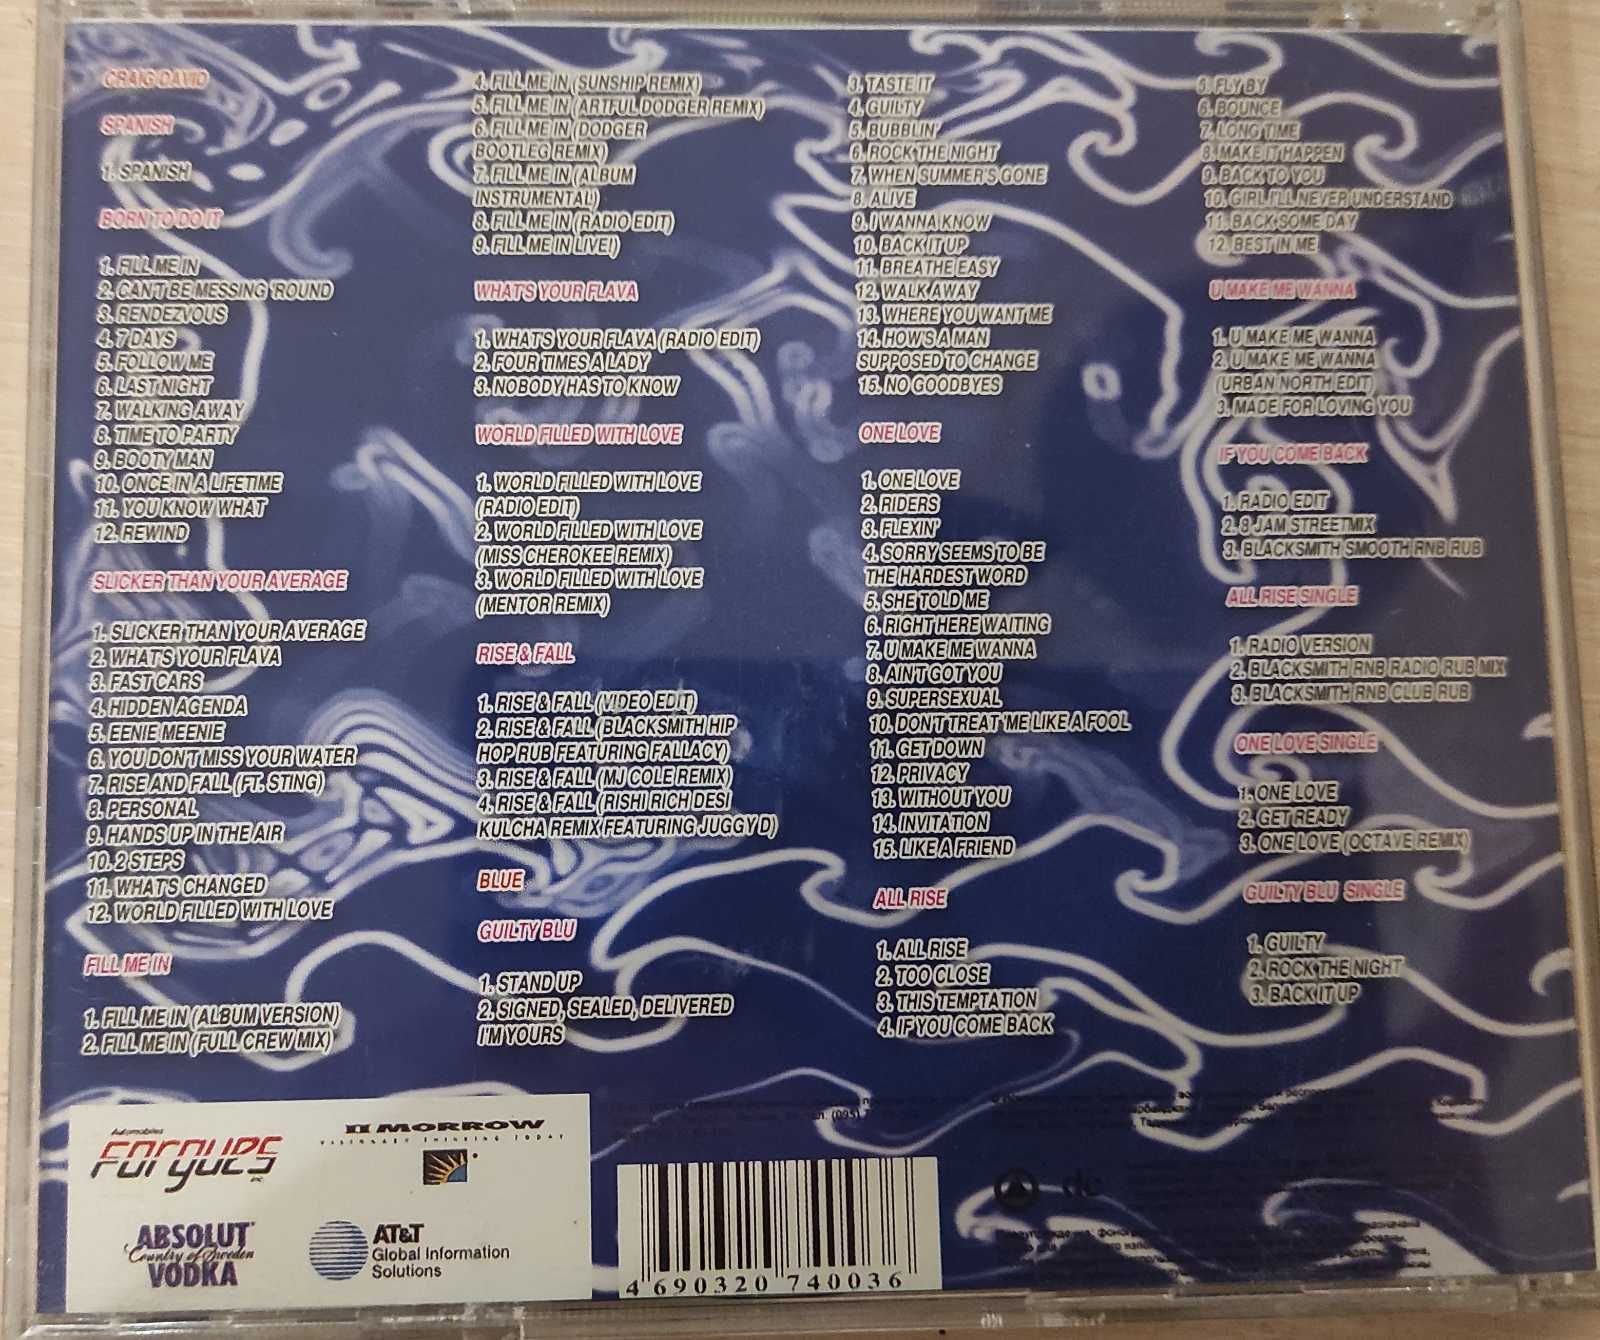 CRAIG DAVID
SPANISH
1. SPANISH
BORN TO DO IT
1. FILL ME IN
2. CAN'T BE MESSING 'ROUND
3. RENDEZVOUS
4. 7 DAYS
5. FOLLOW ME
6. LAST NIGHT
7. WALKING AWAY
8. TIME TO PARTY
9. BOOTY MAN
10. ONCE IN A LIFETIME
11. YOU KNOW WHAT
12. REWIND
SLICKER THAN YOUR AVERAGE
1. SLICKER THAN YOUR AVERAGE
2. WHAT'S YOUR FLAVA
3. FAST CARS
4. HIDDEN AGENDA
5. EENIE MEENIE
6. YOU DON'T MISS YOUR WATER
7. RISE AND FALL (FT. STING)
8. PERSONAL
9. HANDS UP IN THE AIR
10. 2 STEPS
11. WHAT'S CHANGED
12. WORLD FILLED WITH LOVE
FILL ME IN
1. FILL ME IN (ALBUM VERSION)
2. FILL ME IN (FULL CREW MIX)
4. FILL ME IN (SUNSHIP REMIX)
5. FILL ME IN (ARTFUL DODGER REMIX)
6. FILL ME IN (DODGER
BOOTLEG REMIX)
7. FILL ME IN (ALBUM
INSTRUMENTAL)
8. FILL ME IN (RADIO EDIT)
9. FILL ME IN LIVE!)
WHAT'S YOUR FLAVA
1. WHAT'S YOUR FLAVA (RADIO EDIT)
2. FOUR TIMES A LADY
3. NOBODY HAS TO KNOW
WORLD FILLED WITH LOVE
1. WORLD FILLED WITH LOVE
(RADIO EDIT)
2. WORLD FILLED WITH LOVE
(MISS CHEROKEE REMIX)
3. WORLD FILLED WITH LOVE
(MENTOR REMIX)
RISE & FALL
1. RISE & FALL (VIDEO EDIT)
2. RISE & FALL (BLACKSMITH HIP
HOP RUB FEATURING FALLACY)
3. RISE & FALL (MJ COLE REMIX)
4. RISE & FALL (RISHI RICH DESI
KULCHA REMIX FEATURING JUGGY D)
BLUE
GUILTY BLU
1. STAND UP
2. SIGNED, SEALED, DELIVERED
I'M YOURS
3. TASTE IT
4. GUILTY
5. BUBBLIN'
6. ROCK THE NIGHT
7. WHEN SUMMER'S GONE
8. ALIVE
9. I WANNA KNOW
10. BACK IT UP
11. BREATHE EASY
12. WALK AWAY
13. WHERE YOU WANT ME
14. HOW'S A MAN
SUPPOSED TO CHANGE
15. NO GOODBYES
ONE LOVE
1. ONE LOVE
2. RIDERS
3. FLEXIN'
4. SORRY SEEMS TO BE
THE HARDEST WORD
5. SHE TOLD ME
6. RIGHT HERE WAITING
7. U MAKE ME WANNA
8. AIN'T GOT YOU
9. SUPERSEXUAL
10. DON'T TREAT 'ME LIKE A FOOL
11. GET DOWN
12. PRIVACY
13. WITHOUT YOU
14. INVITATION
15. LIKE A FRIEND
ALL RISE
1. ALL RISE
2. TOO CLOSE
3. THIS TEMPTATION
4. IF YOU COME BACK
5. FLY BY
6. BOUNCE
7. LONG TIME
8. MAKE IT HAPPEN
9. BACK TO YOU
10. GIRL I'LL NEVER UNDERSTAND
11. BACK SOME DAY
12. BEST IN ME
U MAKE ME WANNA
1. U MAKE ME WANNA
2. U MAKE ME WANNA
(URBAN NORTH EDIT)
3. MADE FOR LOVING YOU
IF YOU COME BACK
1. RADIO EDIT
2. 8 JAM STREETMIX
3. BLACKSMITH SMOOTH RNB RUB
ALL RISE SINGLE
1. RADIO VERSION
2. BLACKSMITH RNB RADIO RUB MIX
3. BLACKSMITH RNB CLUB RUB
ONE LOVE SINGLE
1. ONE LOVE
2. GET READY
3. ONE LOVE (OCTAVE REMIX)
GUILTY BLU SINGLE
1. GUILTY
2. ROCK THE NIGHT
3. BACK IT UP
Automobiles
Forgues
inc
II MORROW
VISIONARY THINKING TODAY
ABSOLUT
Country of Sweden
VODKA
AT&T
Global Information
Solutions
4 690320 740036
dc